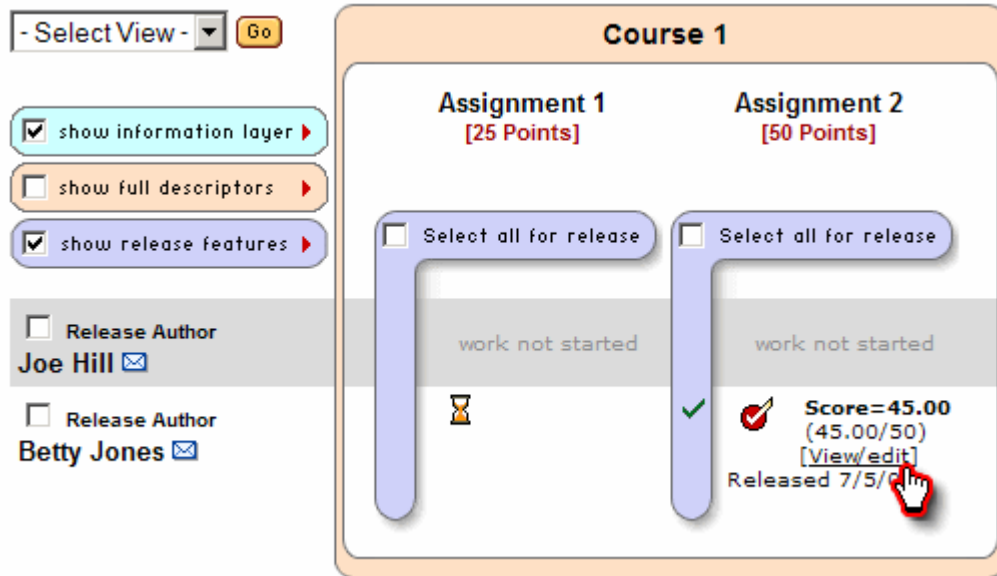 - Select View -
Go
Course 1
Assignment 1
[25 Points]
Assignment 2
[50 Points]
show information layer
show full descriptors
show release features
Select all for release
Select all for release
Release Author
Joe Hill
work not started
work not started
Release Author
Betty Jones
Score=45.00
(45.00/50)
[View/edit]
Released 7/5/